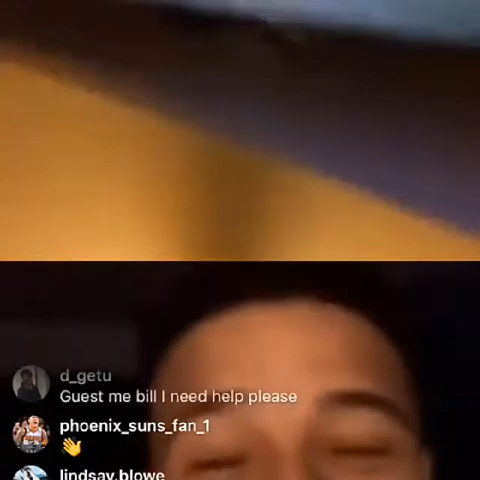 d_getu
Guest me bill I need help please
phoenix_suns_fan_1
👋
lindsay.blowe